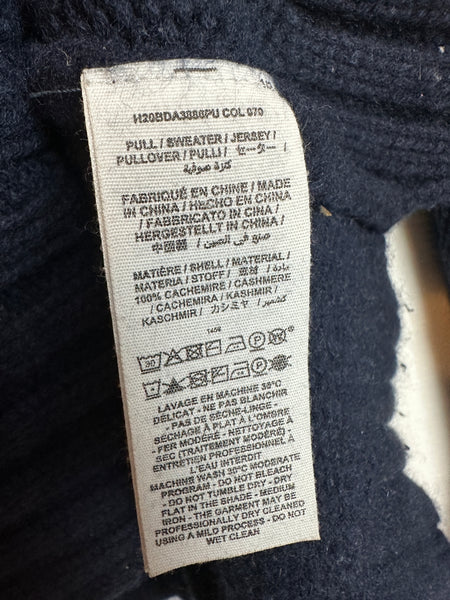 H20BDA3886PU COL 070
PULL / SWEATER / JERSEY /
PULLOVER / PULLI / セーター /
كنزة صوفية
FABRIQUÉ EN CHINE / MADE
IN CHINA / HECHO EN CHINA
/ FABBRICATO IN CINA /
HERGESTELLT IN CHINA /
中国製 / صنع في الصين
MATIÈRE / SHELL / MATERIAL /
MATERIA / STOFF / 素材 / مادة
100% CACHEMIRE / CASHMERE
/ CACHEMIRA / KASHMIR /
KASCHMIR / カシミヤ / كشمير
1456
30
LAVAGE EN MACHINE 30°C
DÉLICAT - NE PAS BLANCHIR
- PAS DE SÈCHE-LINGE -
SÉCHAGE À PLAT À L'OMBRE
- FER MODÉRÉ - NETTOYAGE À
SEC (TRAITEMENT MODÉRÉ) -
ENTRETIEN PROFESSIONNEL À
L'EAU INTERDIT
MACHINE WASH 30°C MODERATE
PROGRAM - DO NOT BLEACH
- DO NOT TUMBLE DRY - DRY
FLAT IN THE SHADE - MEDIUM
IRON - THE GARMENT MAY BE
PROFESSIONALLY DRY CLEANED
USING A MILD PROCESS - DO NOT
WET CLEAN